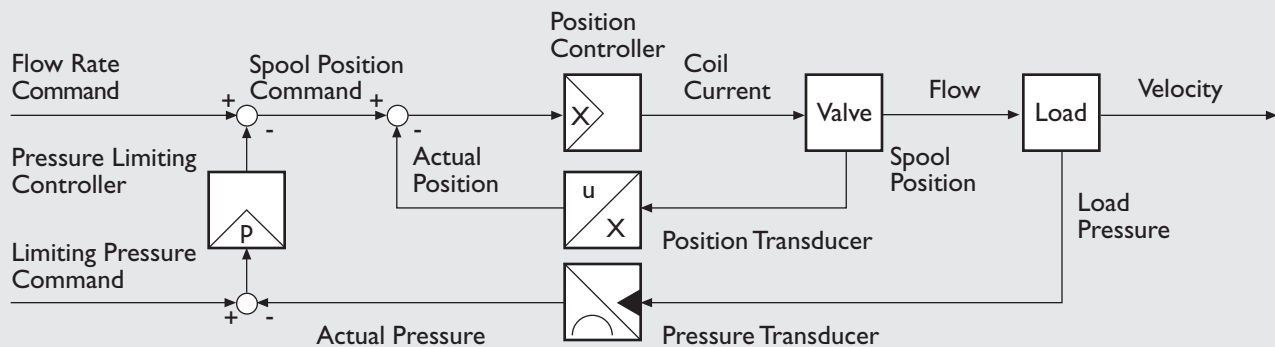 Position
Controller
Flow Rate
Command
Spool Position
Command
Coil
Current
Flow
Velocity
+
-
+
-
X
Valve
Load
Pressure Limiting
Controller
Actual
Position
Spool
Position
u
X
p
Position Transducer
Load
Pressure
Limiting Pressure
Command
+
-
Actual Pressure
Pressure Transducer